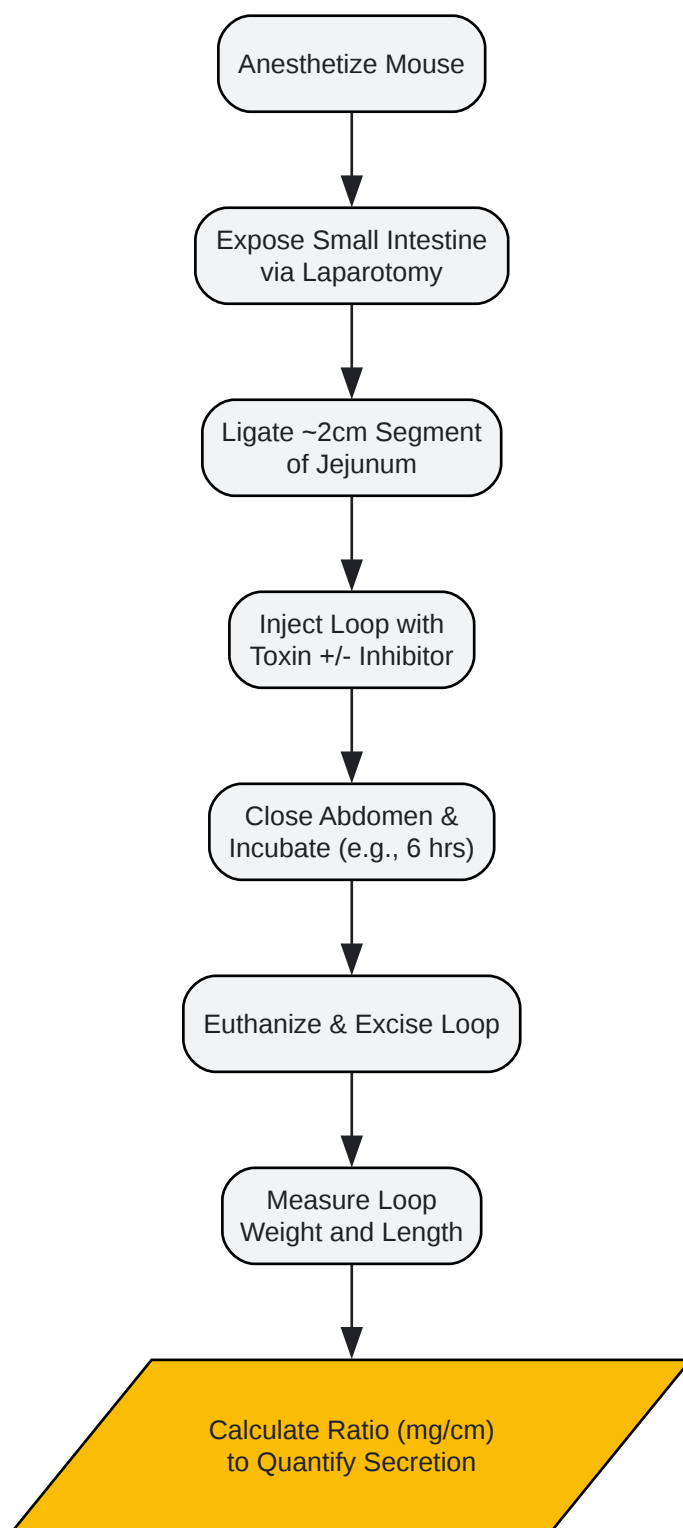 Anesthetize Mouse
Expose Small Intestine
via Laparotomy
Ligate ~2cm Segment
of Jejunum
Inject Loop with
Toxin +/- Inhibitor
Close Abdomen &
Incubate (e.g., 6 hrs)
Euthanize & Excise Loop
Measure Loop
Weight and Length
Calculate Ratio (mg/cm)
to Quantify Secretion